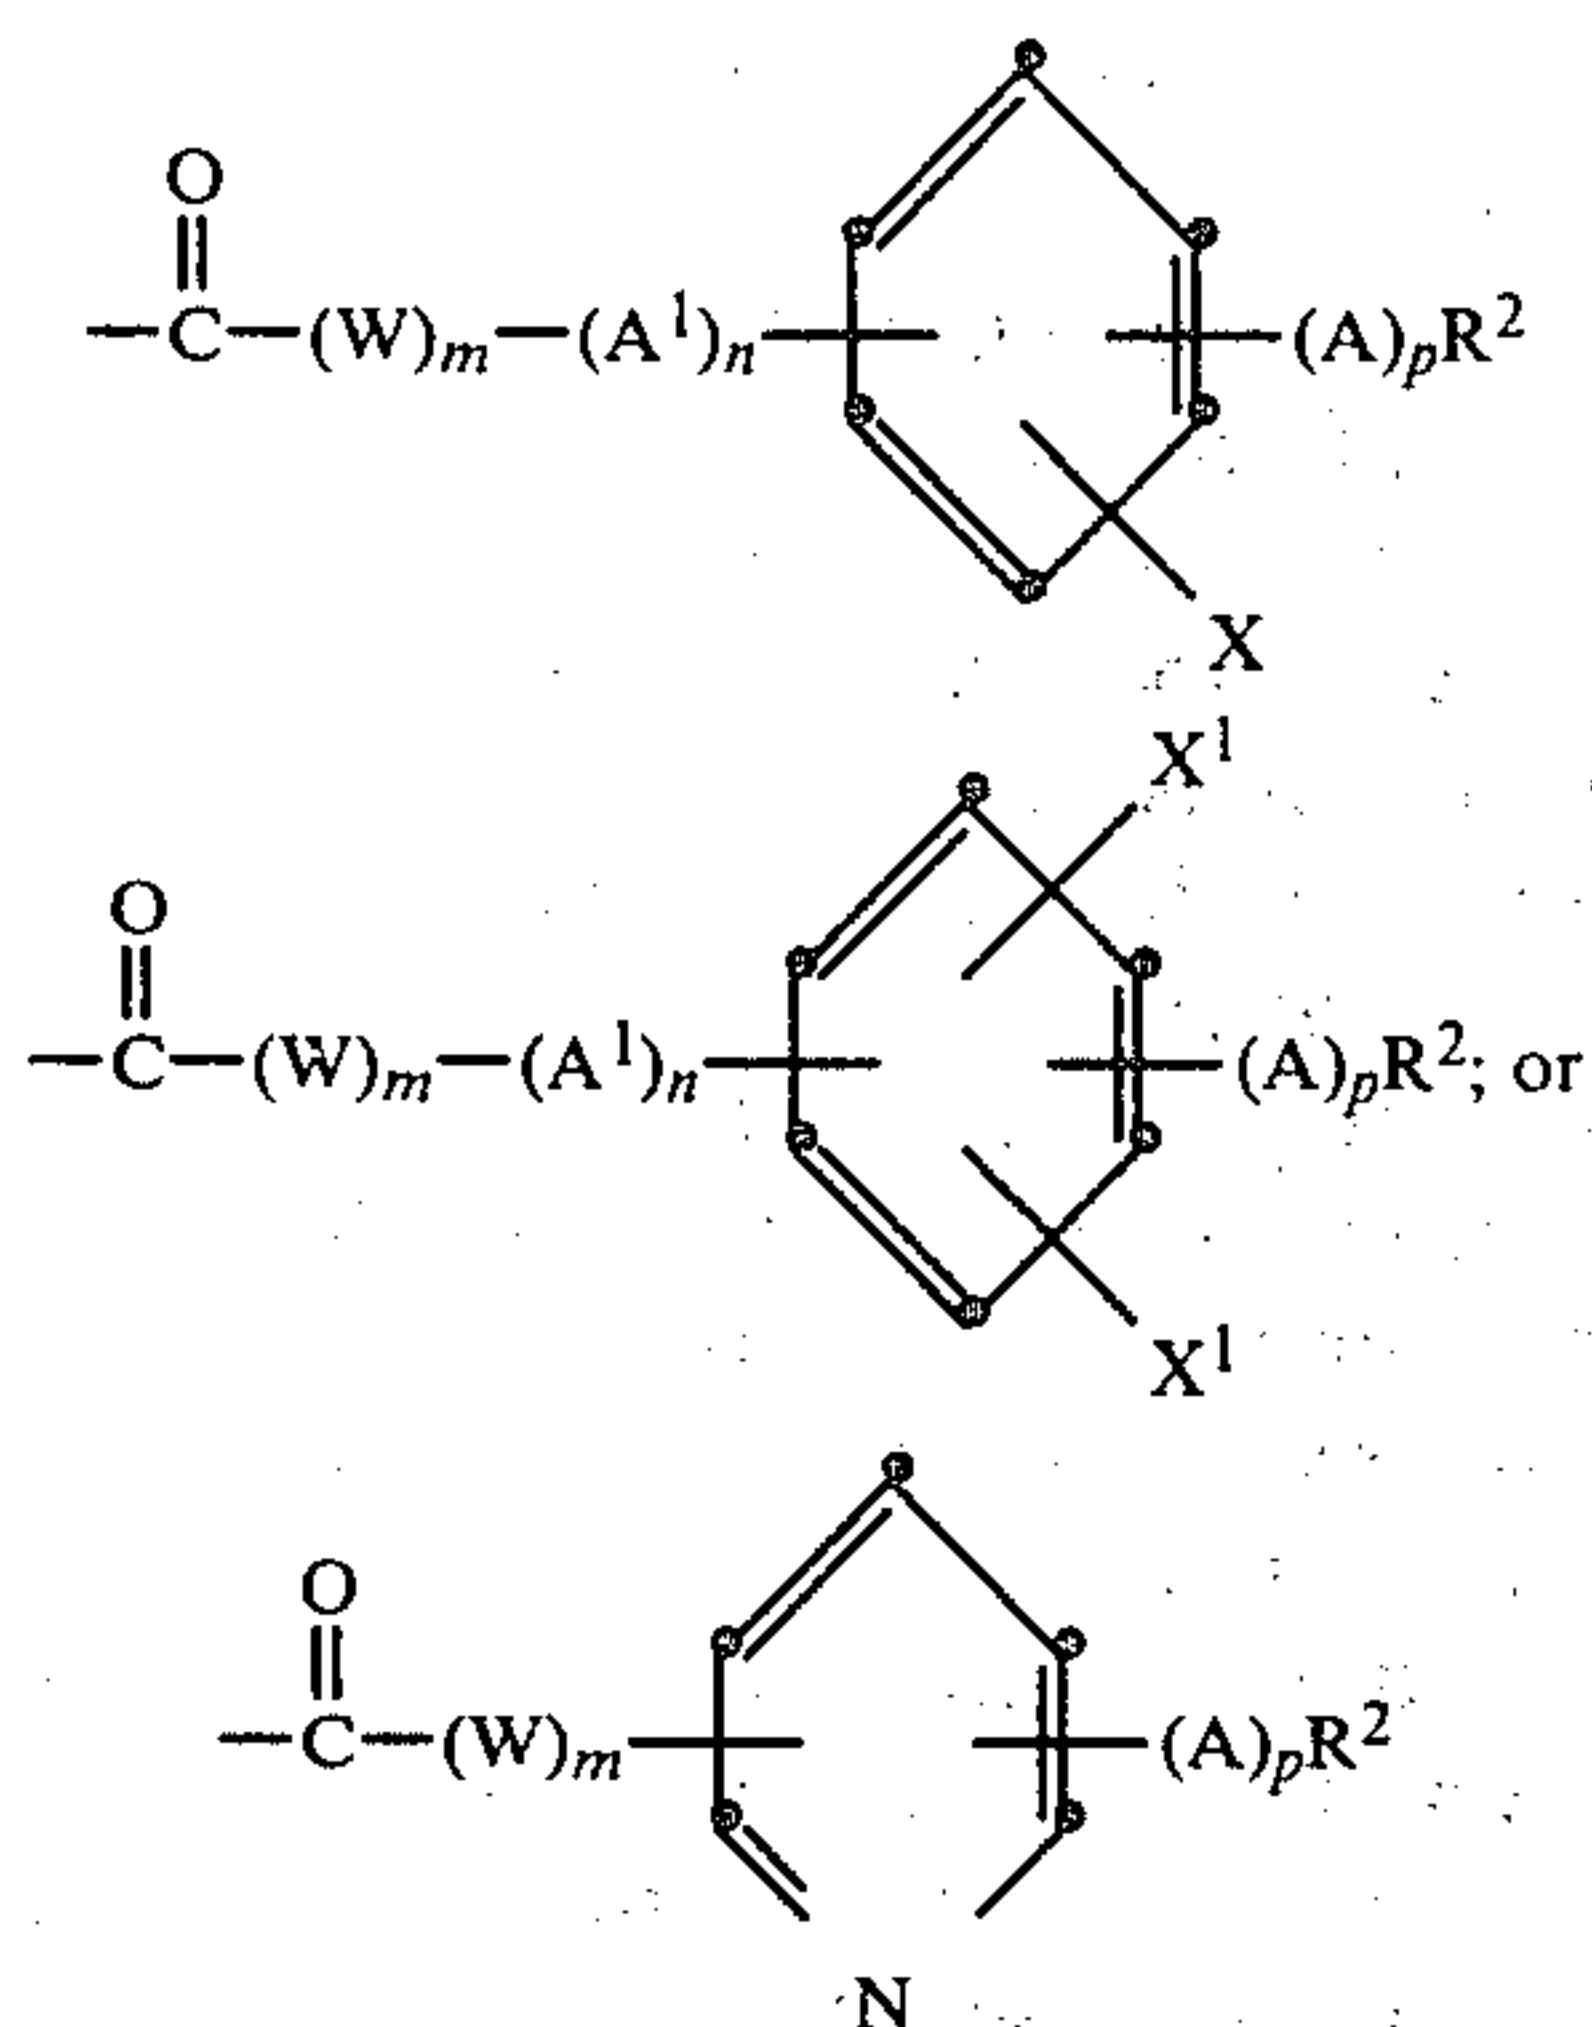 O
—C—(W)m—(A¹)n (A)pR²
X
X¹
O
—C—(W)m—(A¹)n (A)pR²; or
X¹
O
—C—(W)m (A)pR²
N